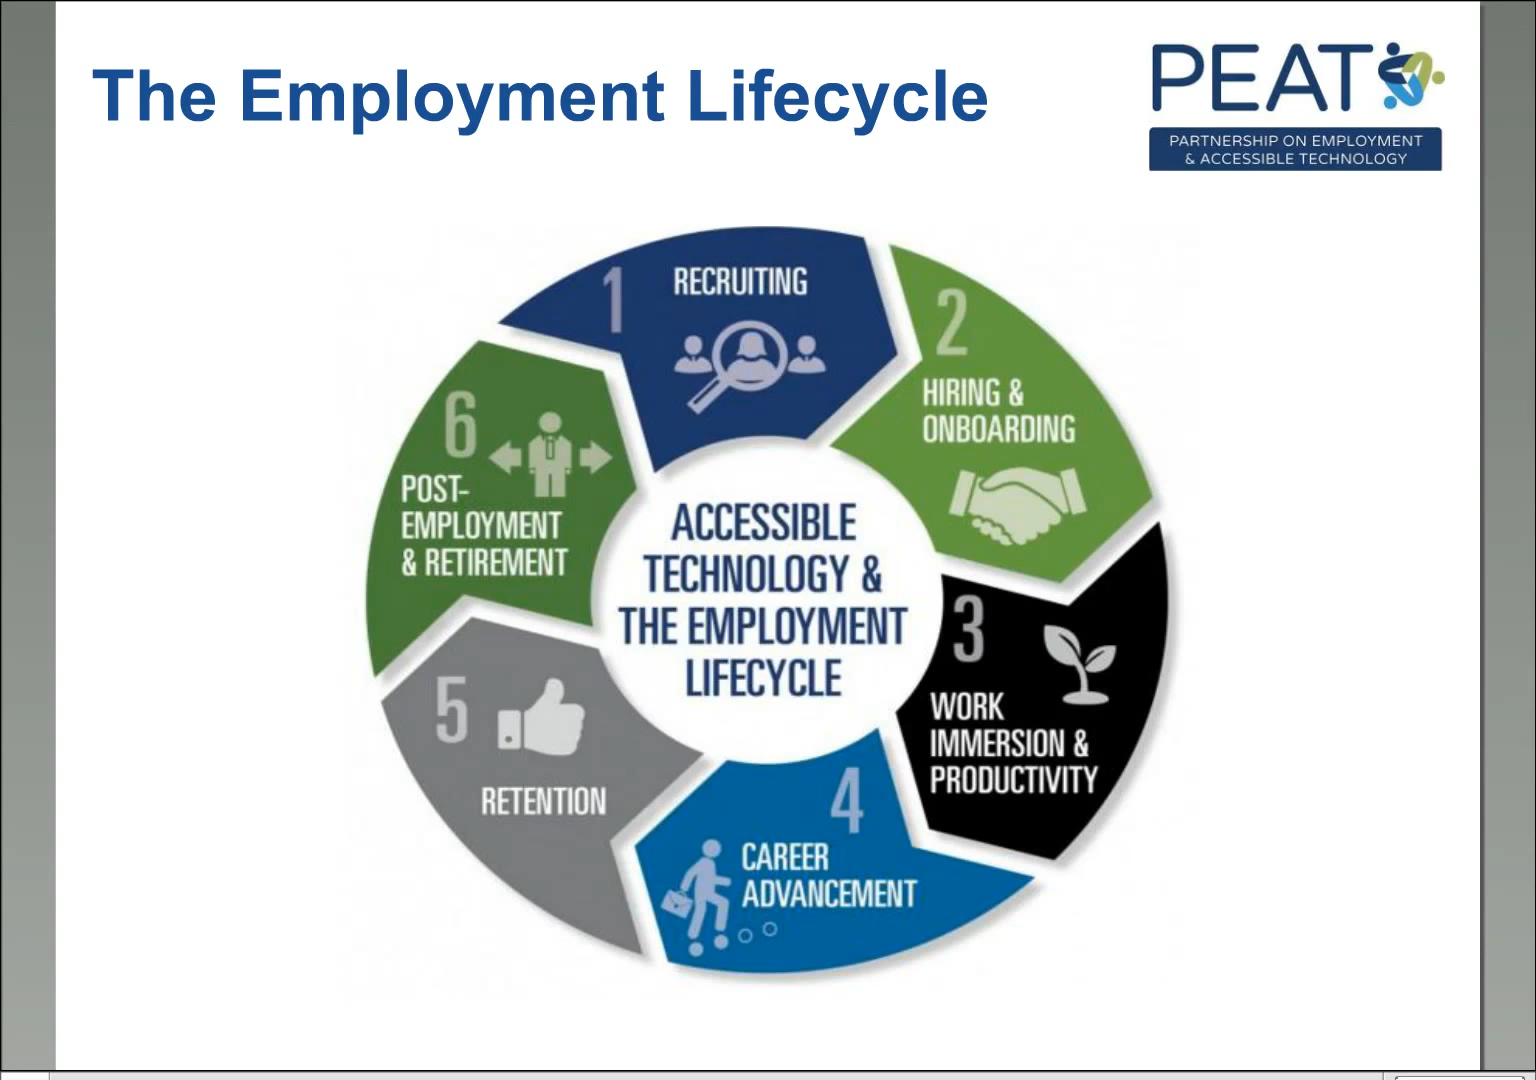 The Employment Lifecycle
PEAT
PARTNERSHIP ON EMPLOYMENT
& ACCESSIBLE TECHNOLOGY
1
RECRUITING
2
HIRING &
ONBOARDING
3
WORK
IMMERSION &
PRODUCTIVITY
4
CAREER
ADVANCEMENT
5
RETENTION
6
POST-
EMPLOYMENT
& RETIREMENT
ACCESSIBLE
TECHNOLOGY &
THE EMPLOYMENT
LIFECYCLE